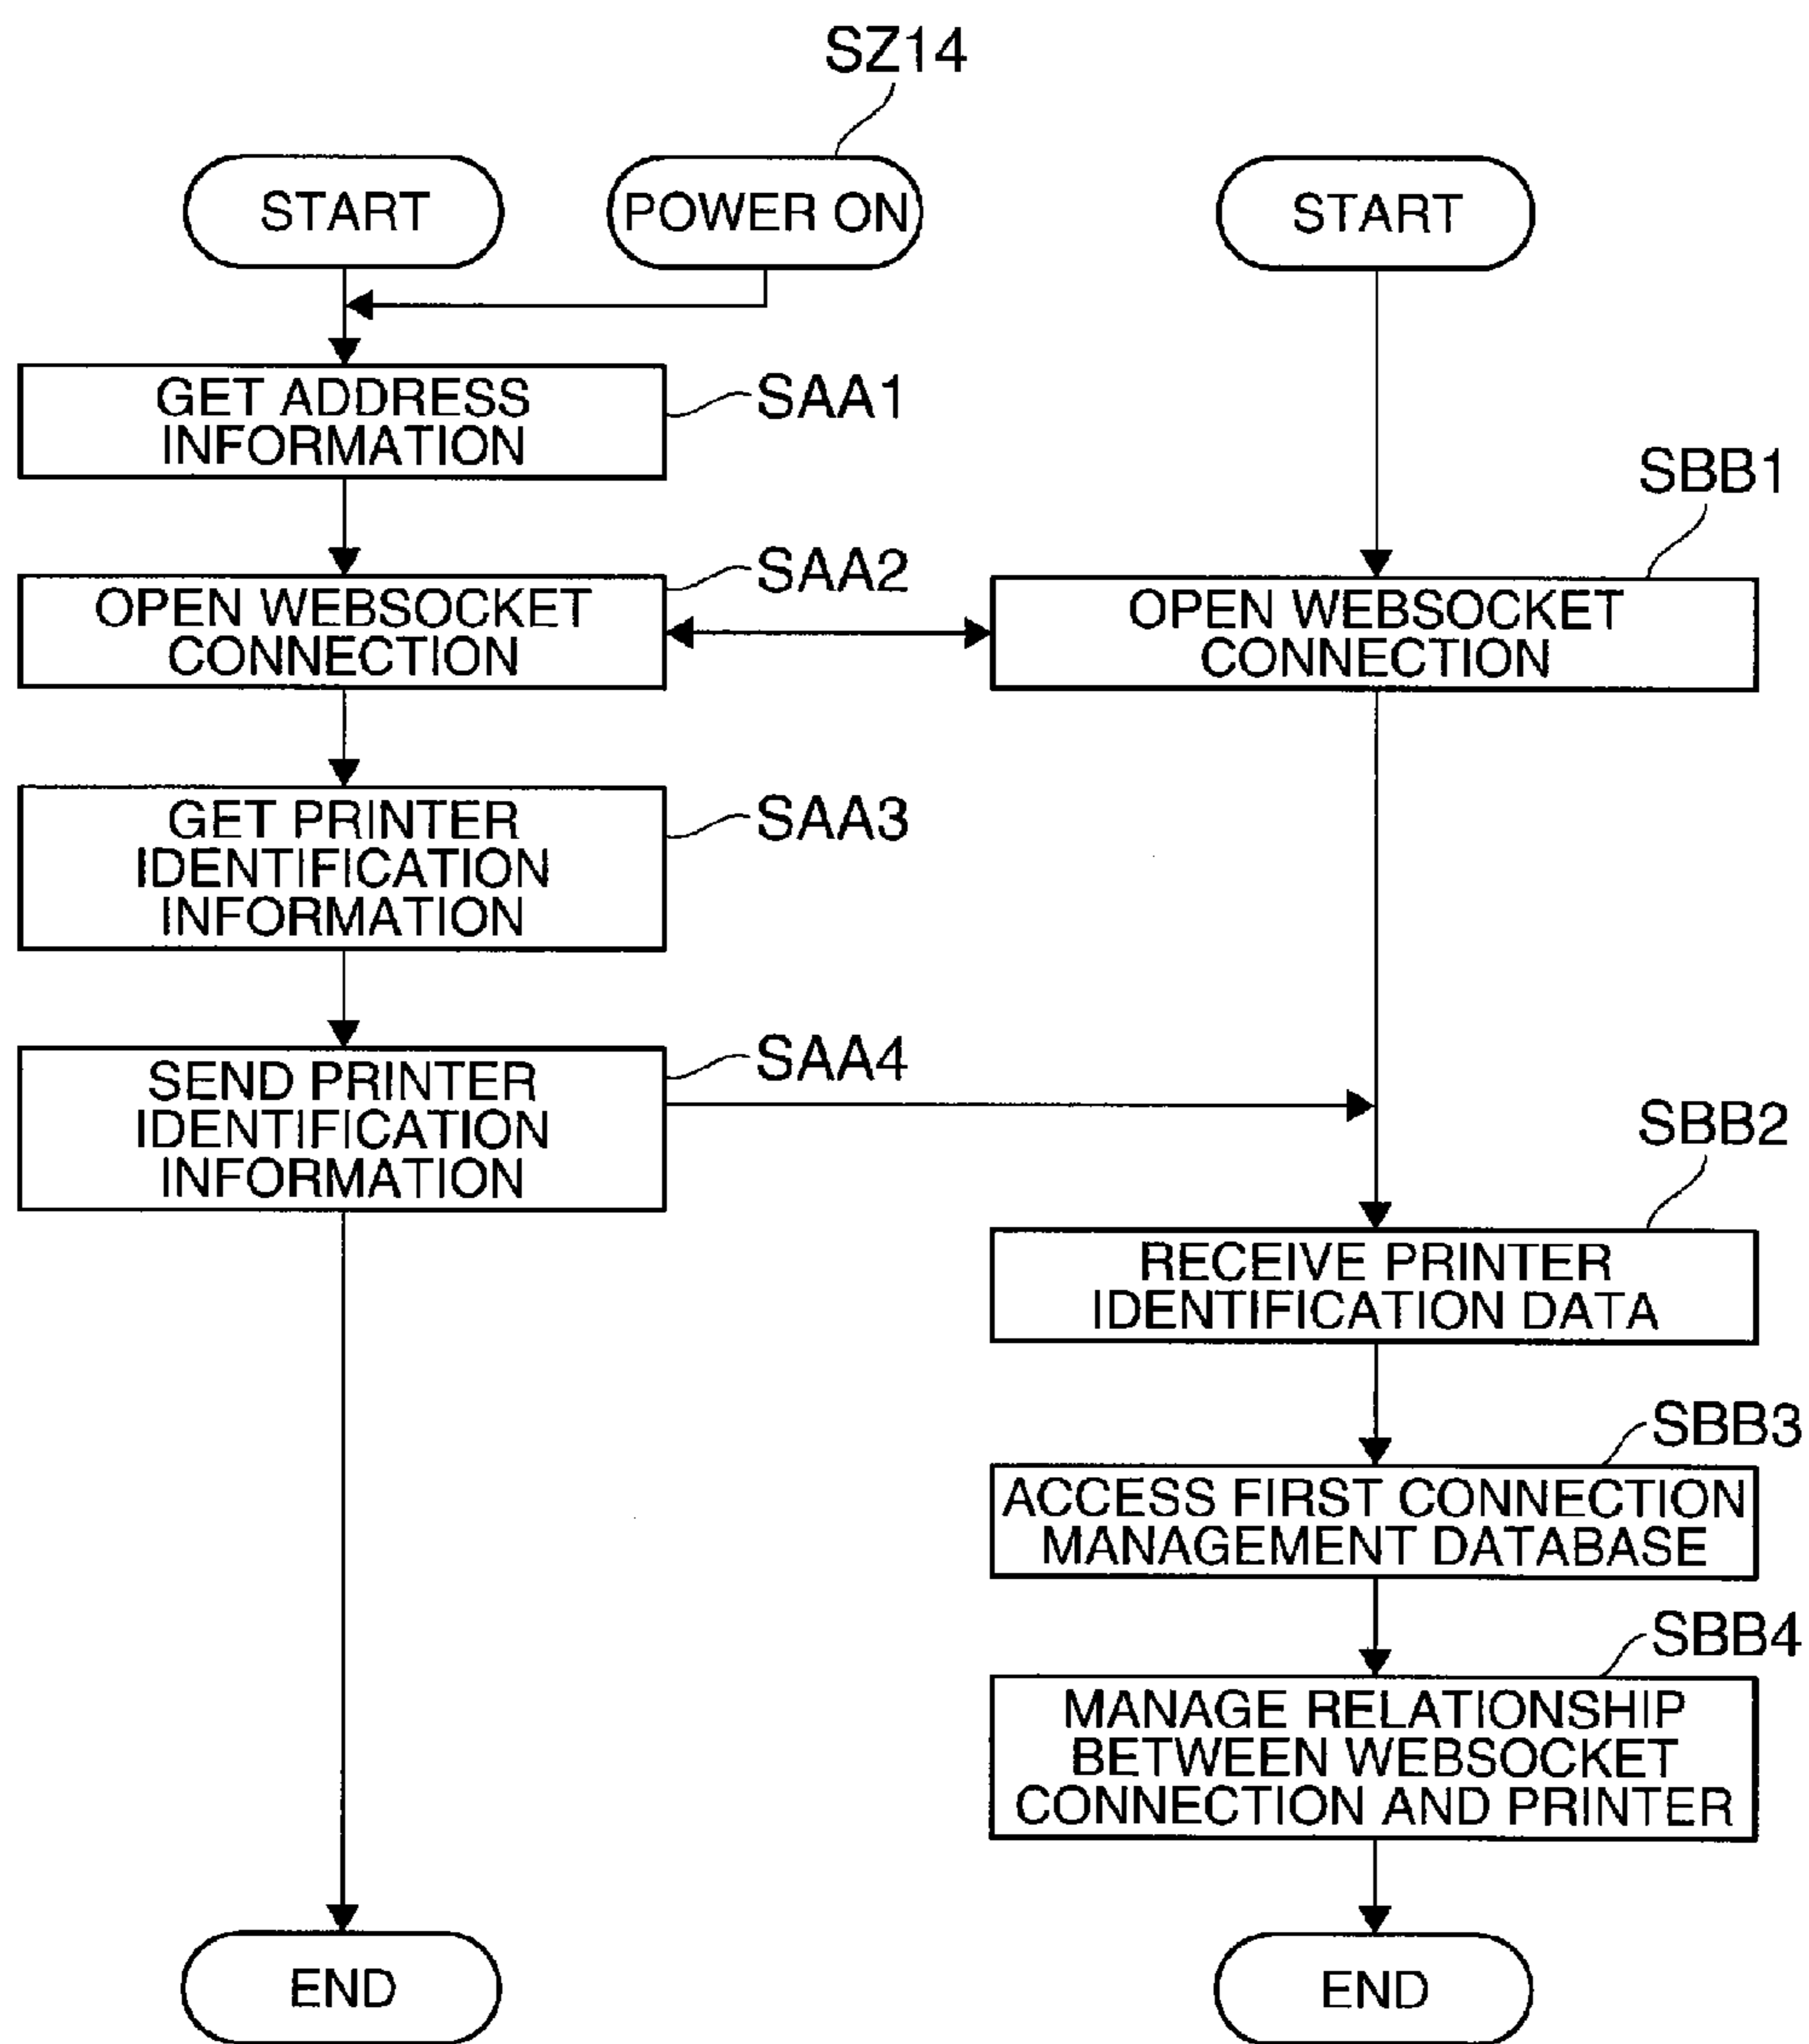 SZ14
START
POWER ON
START
GET ADDRESS
INFORMATION
SAA1
SBB1
OPEN WEBSOCKET
CONNECTION
SAA2
OPEN WEBSOCKET
CONNECTION
GET PRINTER
IDENTIFICATION
INFORMATION
SAA3
SEND PRINTER
IDENTIFICATION
INFORMATION
SAA4
SBB2
RECEIVE PRINTER
IDENTIFICATION DATA
SBB3
ACCESS FIRST CONNECTION
MANAGEMENT DATABASE
SBB4
MANAGE RELATIONSHIP
BETWEEN WEBSOCKET
CONNECTION AND PRINTER
END
END